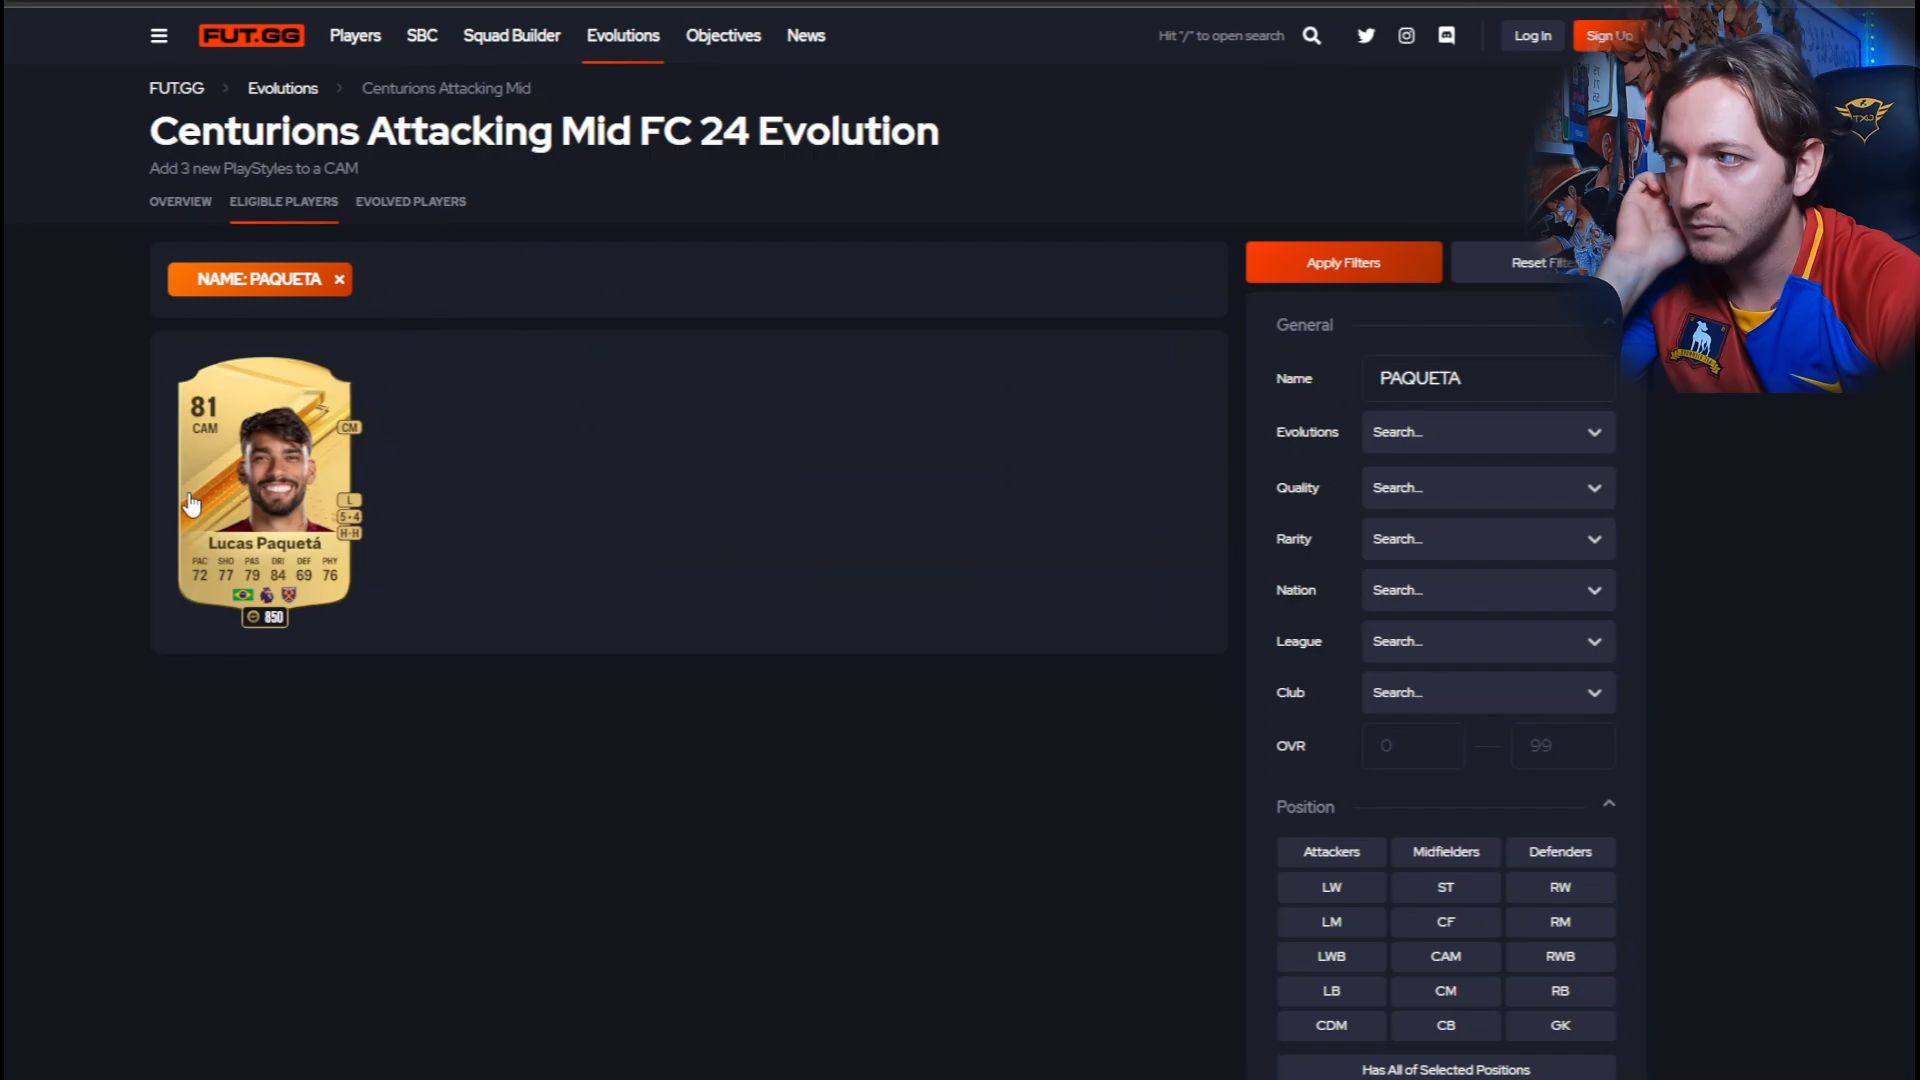 FUT.GG Players SBC Squad Builder Evolutions Objectives News Hit "/" to open search Log In Sign Up
FUT.GG > Evolutions > Centurions Attacking Mid
Centurions Attacking Mid FC 24 Evolution
Add 3 new PlayStyles to a CAM
OVERVIEW ELIGIBLE PLAYERS EVOLVED PLAYERS
NAME: PAQUETA ×
81
CAM
CM
L
5 • 4
H-H
Lucas Paquetá
PAC SHO PAS DRI DEF PHY
72 77 79 84 69 76
850
Apply Filters Reset
General
Name PAQUETA
Evolutions Search...
Quality Search...
Rarity Search...
Nation Search...
League Search...
Club Search...
OVR 0 — 99
Position
Attackers Midfielders Defenders
LW ST RW
LM CF RM
LWB CAM RWB
LB CM RB
CDM CB GK
Has All of Selected Positions